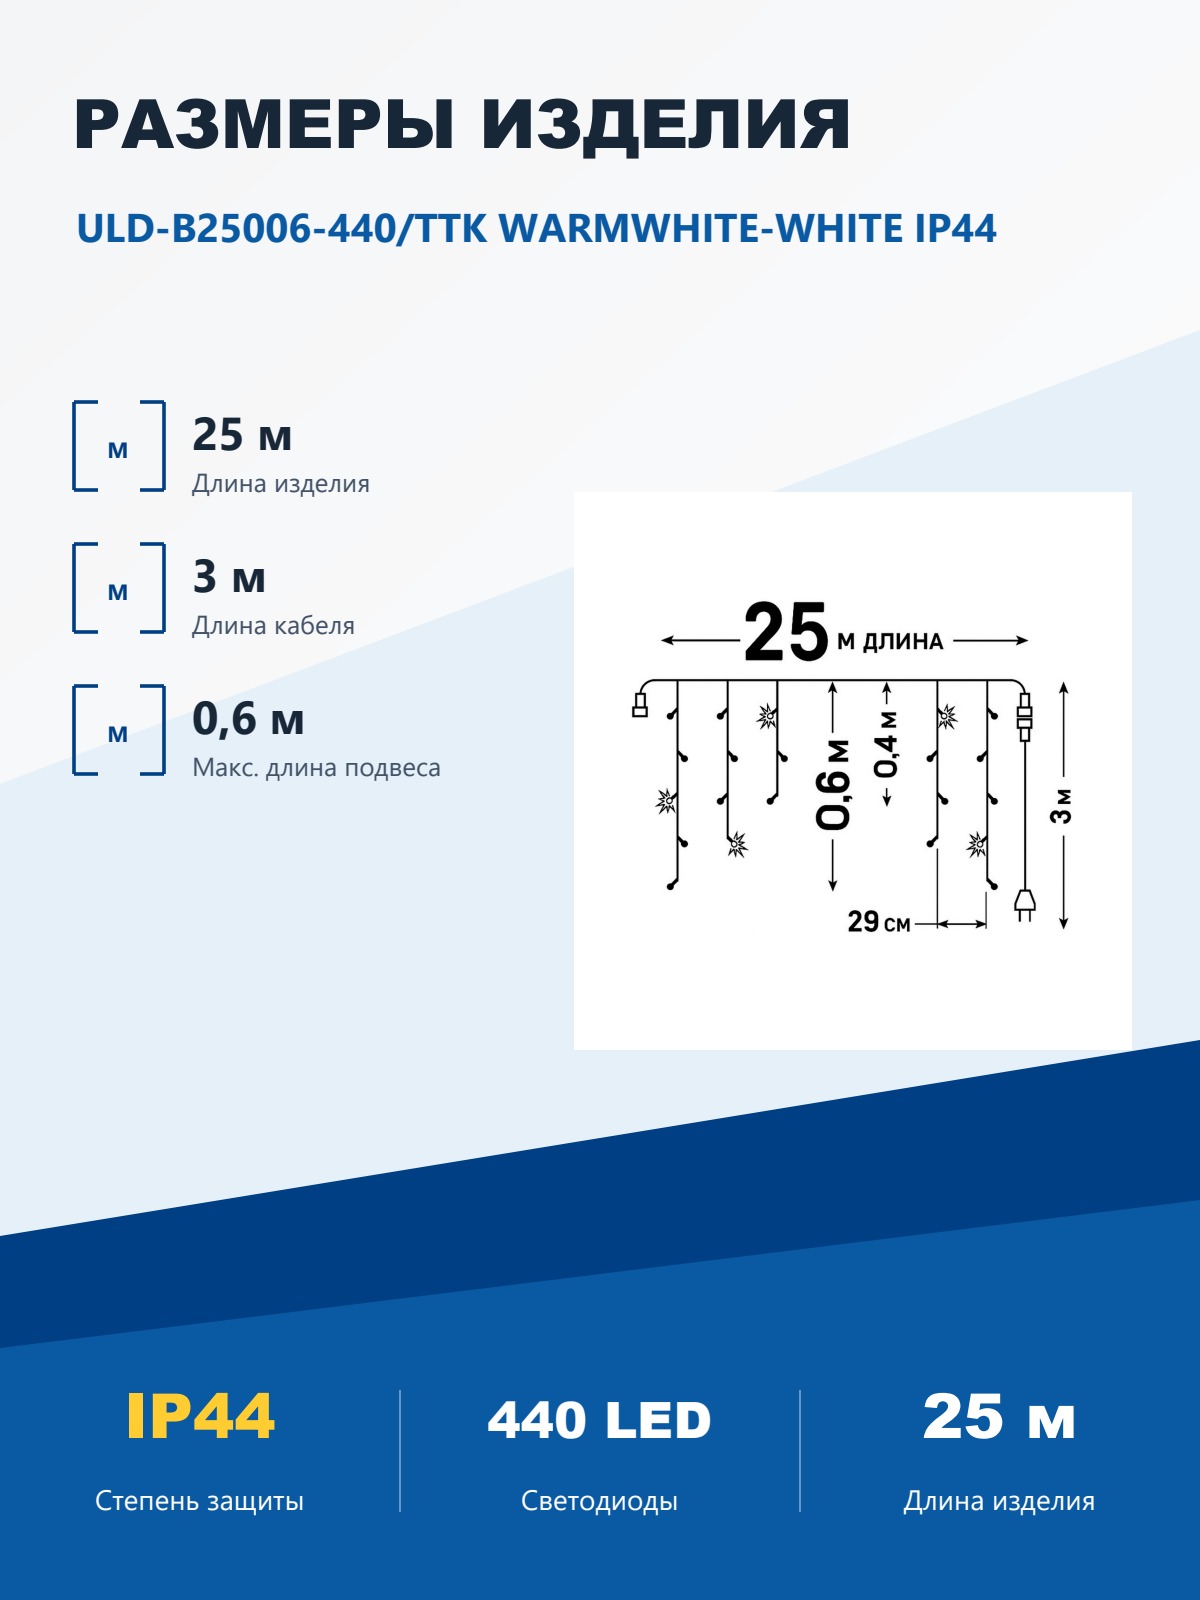 РАЗМЕРЫ ИЗДЕЛИЯ
ULD-B25006-440/TTK WARMWHITE-WHITE IP44
м
25 м
Длина изделия
м
3 м
Длина кабеля
м
0,6 м
Макс. длина подвеса
25 м длина
0,6 м
0,4 м
3 м
29 см
IP44
Степень защиты
440 LED
Светодиоды
25 м
Длина изделия